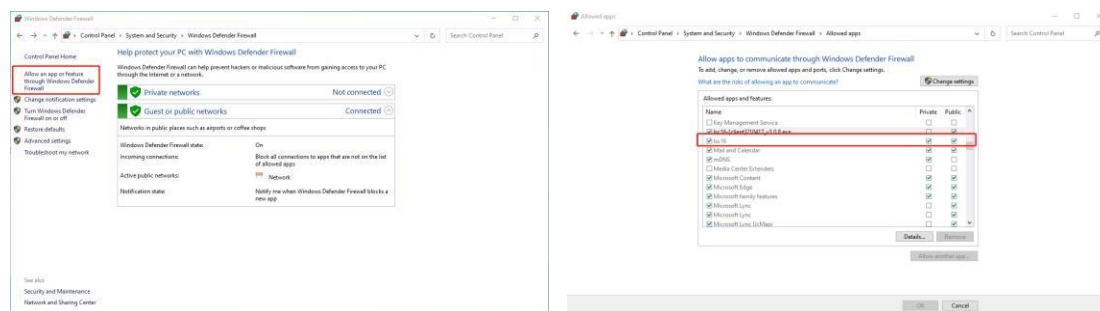 Windows Defender Firewall
Control Panel > System and Security > Windows Defender Firewall
Search Control Panel
Control Panel Home
Allow an app or feature
through Windows Defender
Firewall
Change notification settings
Turn Windows Defender
Firewall on or off
Restore defaults
Advanced settings
Troubleshoot my network
See also
Security and Maintenance
Network and Sharing Center
Help protect your PC with Windows Defender Firewall
Windows Defender Firewall can help prevent hackers or malicious software from gaining access to your PC
through the Internet or a network.
Private networks Not connected
Guest or public networks Connected
Networks in public places such as airports or coffee shops
Windows Defender Firewall state: On
Incoming connections: Block all connections to apps that are not on the list
of allowed apps
Active public networks: Network
Notification state: Notify me when Windows Defender Firewall blocks a
new app
Allowed apps
Control Panel > System and Security > Windows Defender Firewall > Allowed apps
Search Control Panel
Allow apps to communicate through Windows Defender Firewall
To add, change, or remove allowed apps and ports, click Change settings.
What are the risks of allowing an app to communicate?
Change settings
Allowed apps and features:
Name Private Public
Key Management Service
Mail and Calendar
mDNS
Media Center Extenders
Microsoft Content
Microsoft Edge
Microsoft family features
Microsoft Lync
Microsoft Lync
Microsoft Lync UcMapi
Details... Remove
Allow another app...
OK Cancel